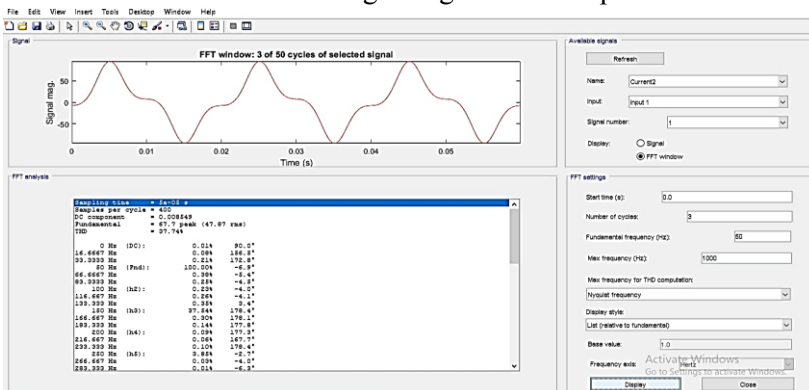 File Edit View Insert Tools Desktop Window Help
Signal
FFT window: 3 of 50 cycles of selected signal
Signal mag.
50
0
-50
0 0.01 0.02 0.03 0.04 0.05
Time (s)
FFT analysis
Sampling time = 5e-05 s
Samples per cycle = 400
DC component = 0.008549
Fundamental = 67.7 peak (47.87 rms)
THD = 37.74%
0 Hz (DC): 0.01% 90.0°
16.6667 Hz 0.08% 156.5°
33.3333 Hz 0.21% 172.8°
50 Hz (Fnd): 100.00% -6.9°
66.6667 Hz 0.38% -5.4°
83.3333 Hz 0.25% -4.5°
100 Hz (h2): 0.23% -4.0°
116.667 Hz 0.26% -4.1°
133.333 Hz 0.35% 3.4°
150 Hz (h3): 37.54% 178.4°
166.667 Hz 0.30% 178.1°
183.333 Hz 0.14% 177.8°
200 Hz (h4): 0.09% 177.3°
216.667 Hz 0.06% 167.7°
233.333 Hz 0.10% 178.4°
250 Hz (h5): 3.85% -2.7°
266.667 Hz 0.03% -4.0°
283.333 Hz 0.01% -6.3°
Available signals
Refresh
Name: Current2
Input: input 1
Signal number: 1
Display: Signal
FFT window
FFT settings
Start time (s): 0.0
Number of cycles: 3
Fundamental frequency (Hz): 50
Max frequency (Hz): 1000
Max frequency for THD computation:
Nyquist frequency
Display style:
List (relative to fundamental)
Base value: 1.0
Activate Windows
Frequency axis: Hertz
Go to Settings to activate Windows.
Display Close